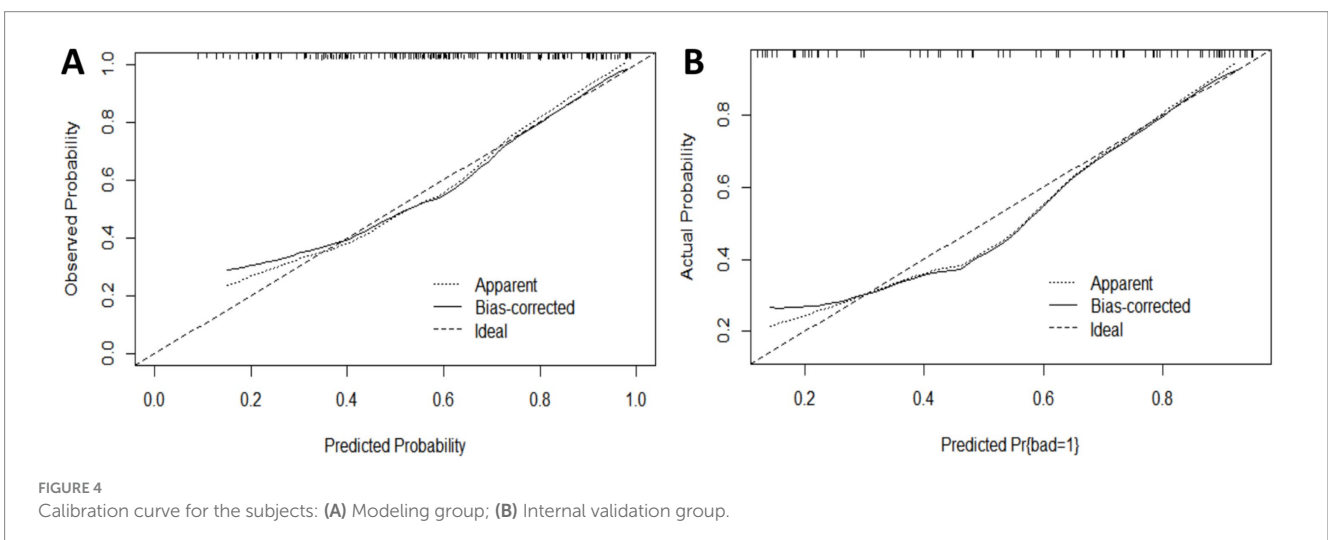 A
Observed Probability
1.0
0.8
0.6
0.4
0.2
0.0
Apparent
Bias-corrected
Ideal
0.0 0.2 0.4 0.6 0.8 1.0
Predicted Probability
B
Actual Probability
0.8
0.6
0.4
0.2
Apparent
Bias-corrected
Ideal
0.2 0.4 0.6 0.8
Predicted Pr{bad=1}
FIGURE 4
Calibration curve for the subjects: (A) Modeling group; (B) Internal validation group.